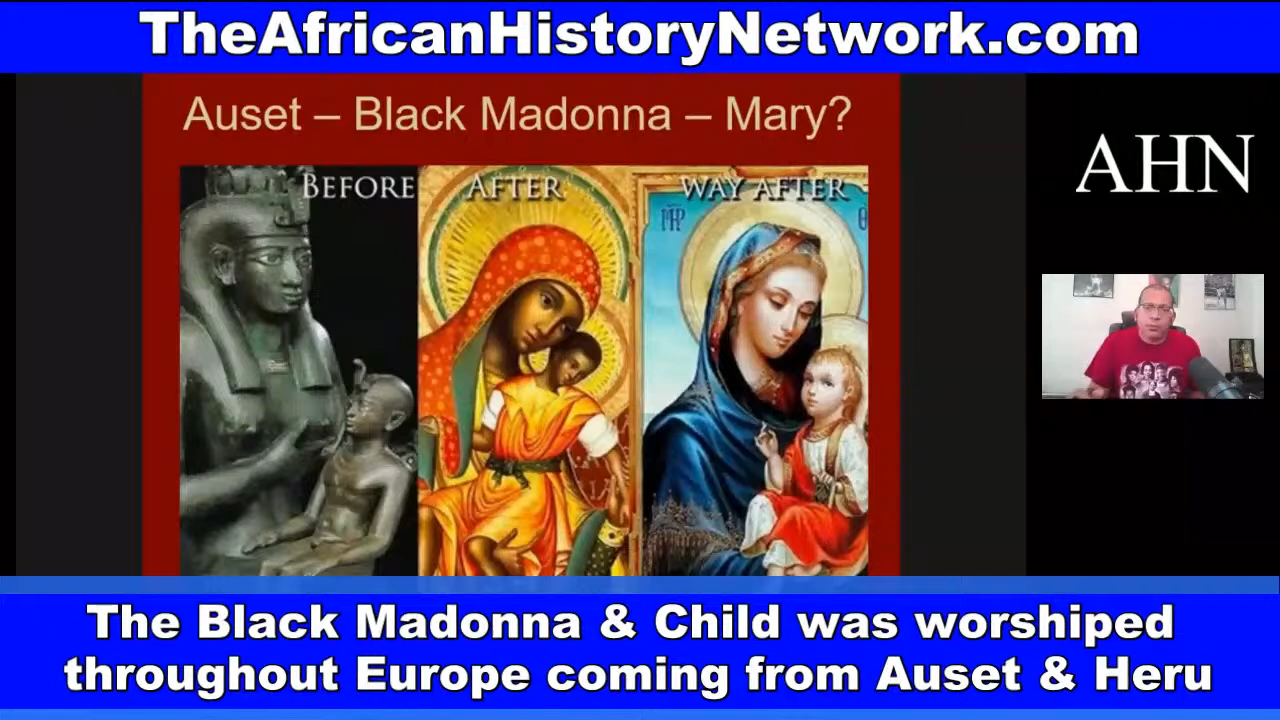 TheAfricanHistoryNetwork.com
Auset – Black Madonna – Mary?
BEFORE
AFTER
WAY AFTER
AHN
The Black Madonna & Child was worshiped
throughout Europe coming from Auset & Heru